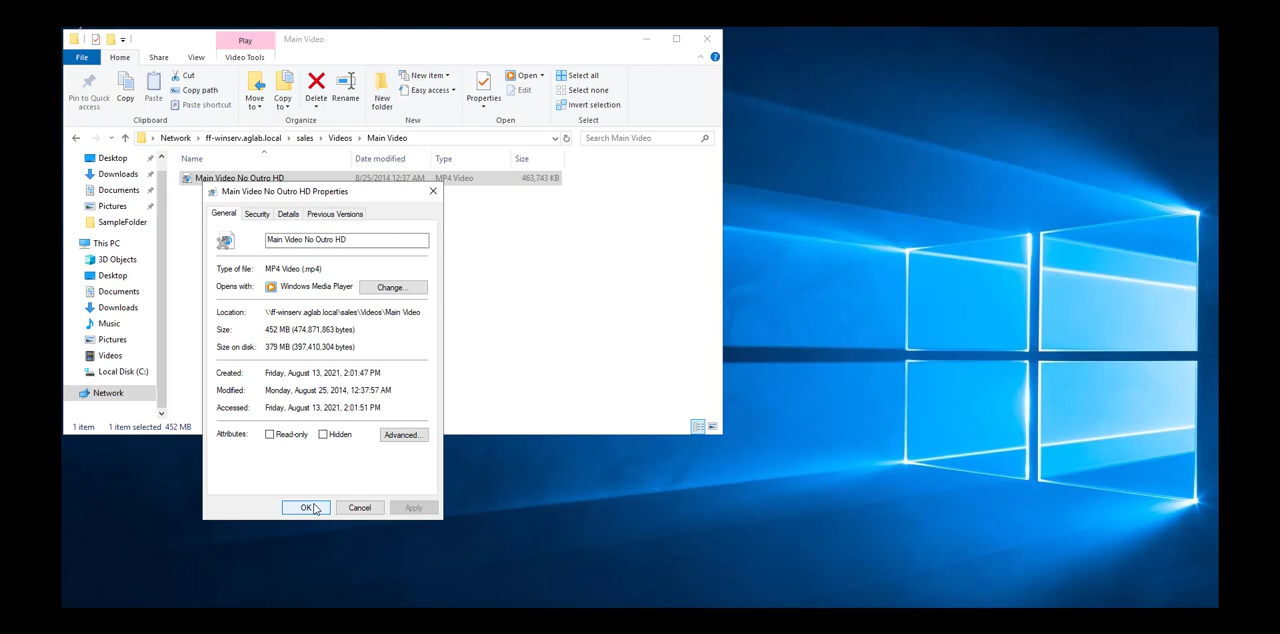 Play
Main Video
File
Home
Share
View
Video Tools
Pin to Quick access
Copy
Paste
Cut
Copy path
Paste shortcut
Clipboard
Move to
Copy to
Delete
Rename
Organize
New folder
New item
Easy access
New
Properties
Open
Edit
Open
Select all
Select none
Invert selection
Select
Network > ff-winserv.aglab.local > sales > Videos > Main Video
Search Main Video
Name
Date modified
Type
Size
Main Video No Outro HD
8/25/2014 12:37 AM
MP4 Video
463,743 KB
Desktop
Downloads
Documents
Pictures
SampleFolder
This PC
3D Objects
Desktop
Documents
Downloads
Music
Pictures
Videos
Local Disk (C:)
Network
1 item
1 item selected 452 MB
Main Video No Outro HD Properties
General
Security
Details
Previous Versions
Main Video No Outro HD
Type of file: MP4 Video (.mp4)
Opens with: Windows Media Player
Change...
Location: \\ff-winserv.aglab.local\sales\Videos\Main Video
Size: 452 MB (474,871,863 bytes)
Size on disk: 379 MB (397,410,304 bytes)
Created: Friday, August 13, 2021, 2:01:47 PM
Modified: Monday, August 25, 2014, 12:37:57 AM
Accessed: Friday, August 13, 2021, 2:01:51 PM
Attributes: Read-only Hidden
Advanced...
OK
Cancel
Apply